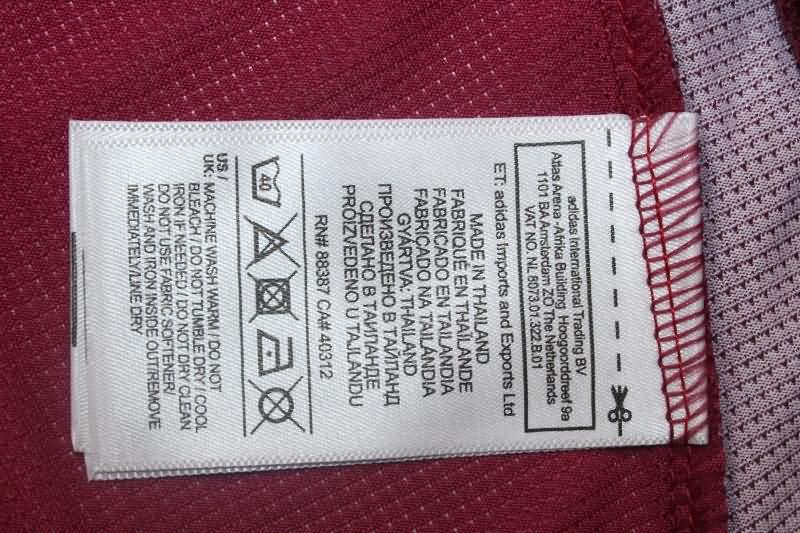 adidas International Trading BV
Atlas Arena -Afrika Building, Hoogoorddreef 9a
1101 BA Amsterdam ZO The Netherlands
VAT NO. NL 8073.01.322.B.01
ET: adidas Imports and Exports Ltd
MADE IN THAILAND
FABRIQUÉ EN THAÏLANDE
FABRICADO EN TAILANDIA
FABRICADO NA TAILÂNDIA
GYÁRTVA: THAILAND
ПРОИЗВЕДЕНО В ТАЙЛАНД
СДЕЛАНО В ТАИЛАНДЕ
PROIZVEDENO U TAJLANDU
RN# 88387 CA# 40312
40
US /
UK: MACHINE WASH WARM / DO NOT
BLEACH / DO NOT TUMBLE DRY / COOL
IRON IF NEEDED / DO NOT DRY CLEAN
DO NOT USE FABRIC SOFTENER/
WASH AND IRON INSIDE OUT/REMOVE
IMMEDIATELY/LINE DRY